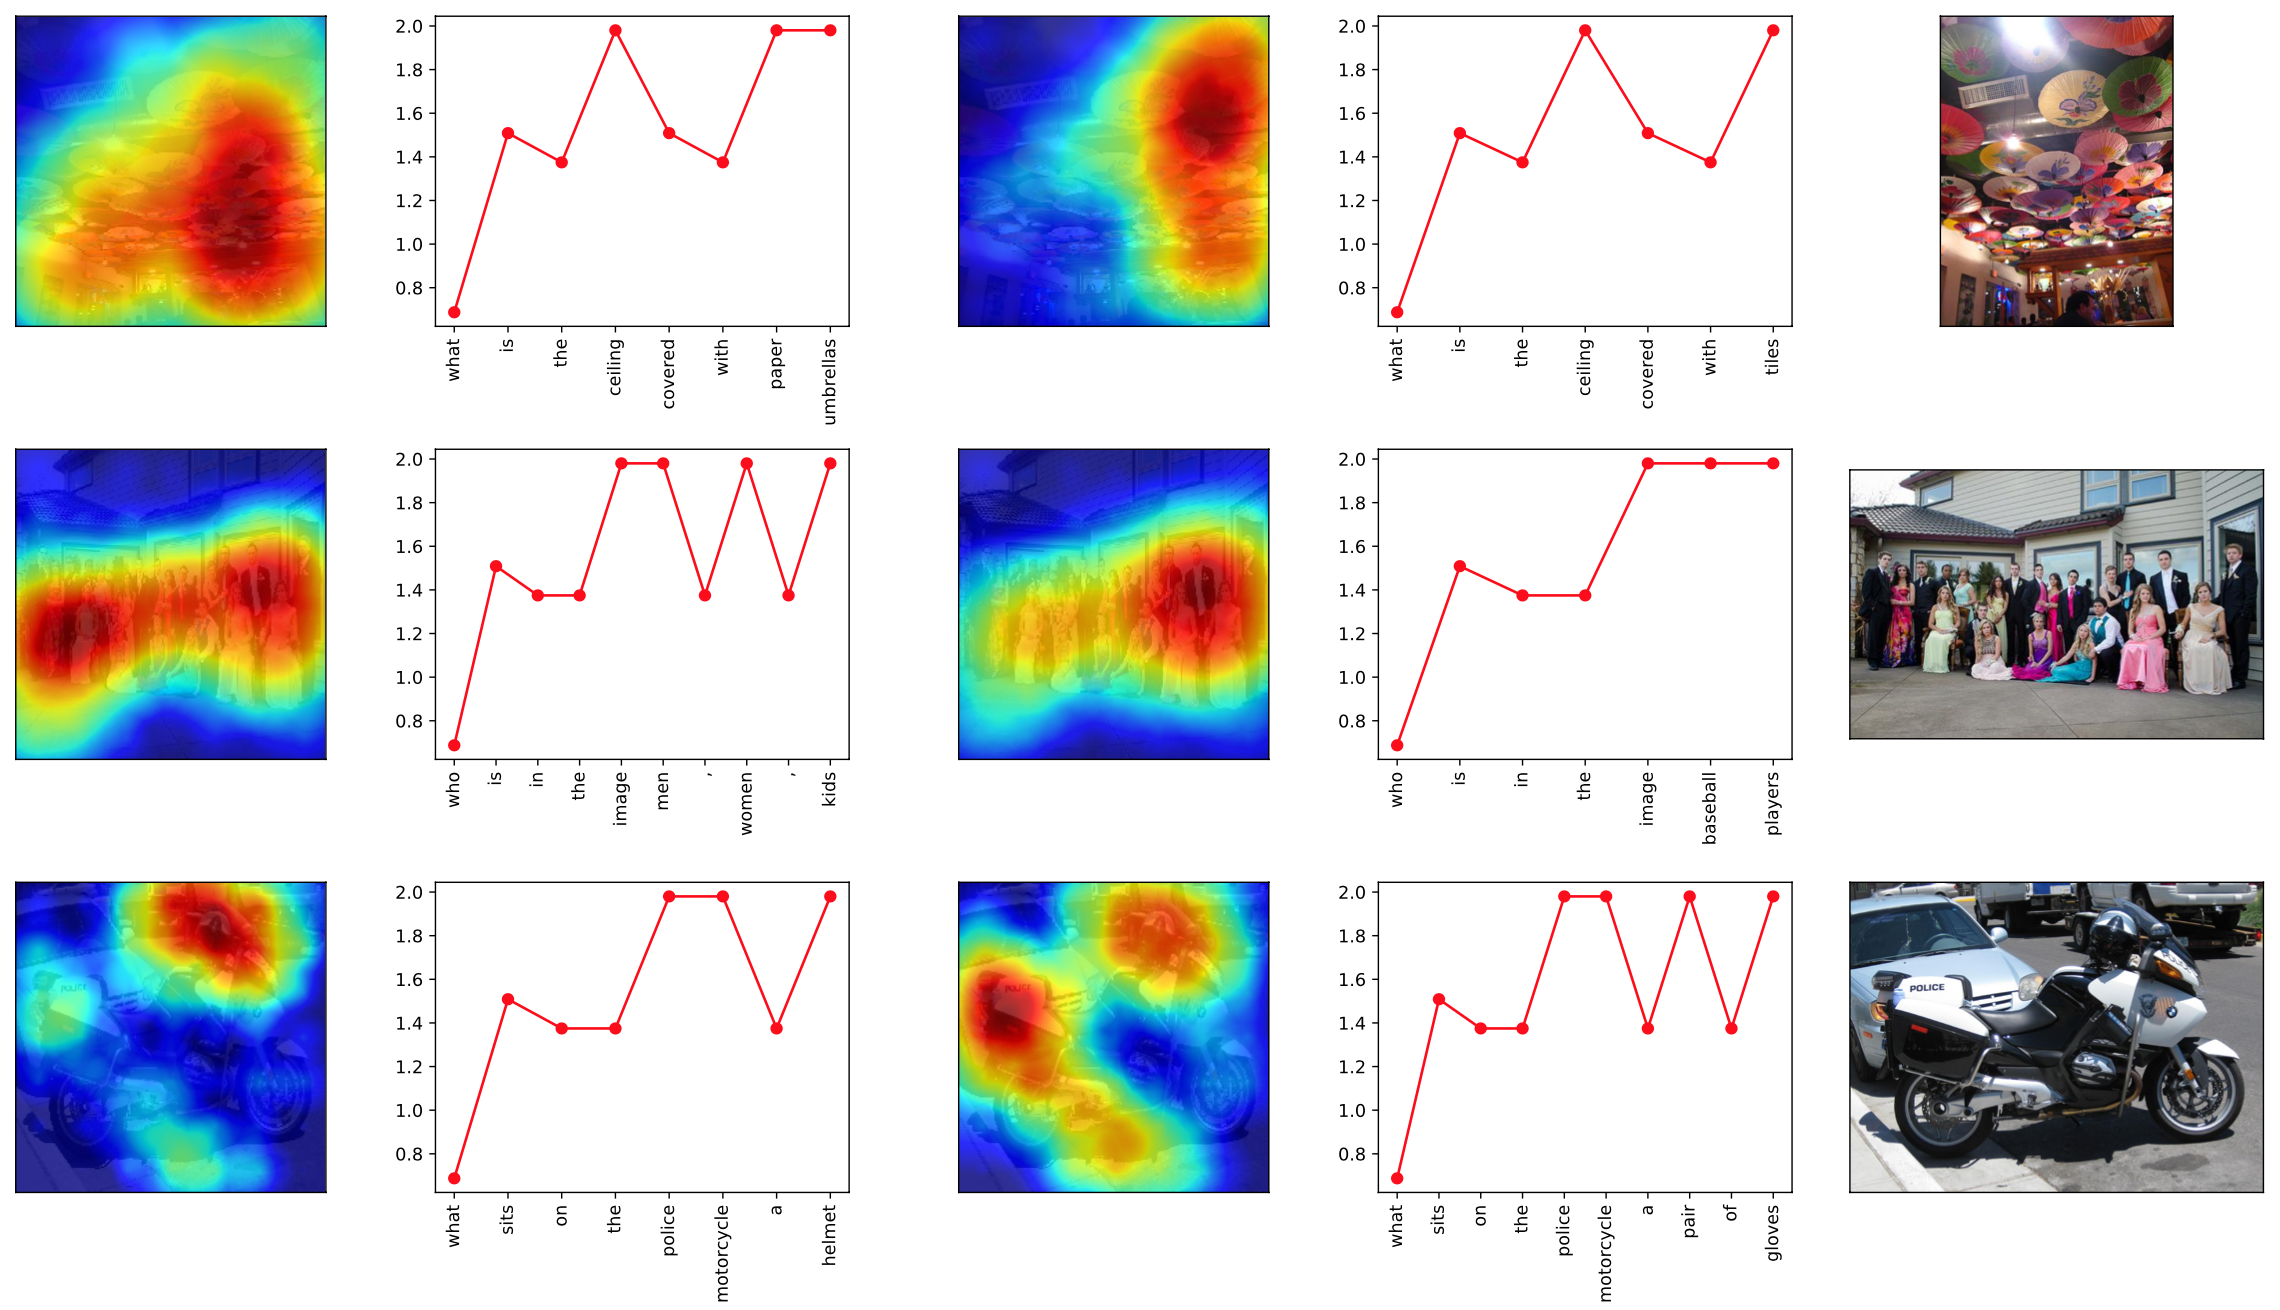 2.0
1.8
1.6
1.4
1.2
1.0
0.8
what
is
the
ceiling
covered
with
paper
umbrellas
2.0
1.8
1.6
1.4
1.2
1.0
0.8
what
is
the
ceiling
covered
with
tiles
2.0
1.8
1.6
1.4
1.2
1.0
0.8
who
is
in
the
image
men
,
women
,
kids
2.0
1.8
1.6
1.4
1.2
1.0
0.8
who
is
in
the
image
baseball
players
POLICE
2.0
1.8
1.6
1.4
1.2
1.0
0.8
what
sits
on
the
police
motorcycle
a
helmet
POLICE
2.0
1.8
1.6
1.4
1.2
1.0
0.8
what
sits
on
the
police
motorcycle
a
pair
of
gloves
POLICE